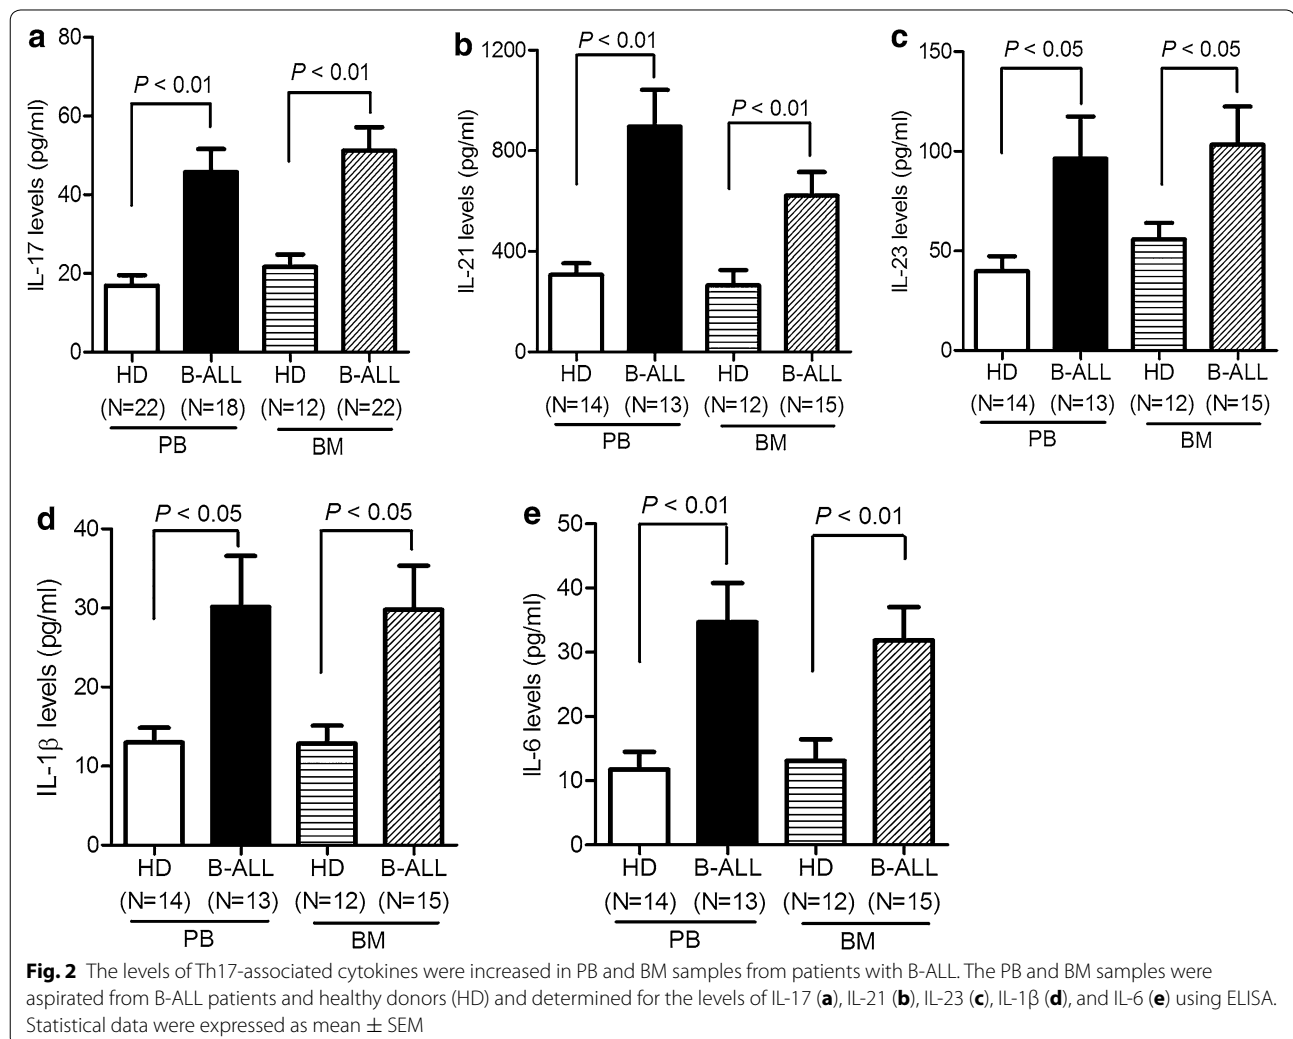 a
80
60
40
20
0
IL-17 levels (pg/ml)
P < 0.01
P < 0.01
HD B-ALL HD B-ALL
(N=22) (N=18) (N=12) (N=22)
PB BM
b
1200
800
400
0
IL-21 levels (pg/ml)
P < 0.01
P < 0.01
HD B-ALL HD B-ALL
(N=14) (N=13) (N=12) (N=15)
PB BM
c
150
100
50
0
IL-23 levels (pg/ml)
P < 0.05
P < 0.05
HD B-ALL HD B-ALL
(N=14) (N=13) (N=12) (N=15)
PB BM
d
40
30
20
10
0
IL-1β levels (pg/ml)
P < 0.05
P < 0.05
HD B-ALL HD B-ALL
(N=14) (N=13) (N=12) (N=15)
PB BM
e
50
40
30
20
10
0
IL-6 levels (pg/ml)
P < 0.01
P < 0.01
HD B-ALL HD B-ALL
(N=14) (N=13) (N=12) (N=15)
PB BM
Fig. 2 The levels of Th17-associated cytokines were increased in PB and BM samples from patients with B-ALL. The PB and BM samples were
aspirated from B-ALL patients and healthy donors (HD) and determined for the levels of IL-17 (a), IL-21 (b), IL-23 (c), IL-1β (d), and IL-6 (e) using ELISA.
Statistical data were expressed as mean ± SEM